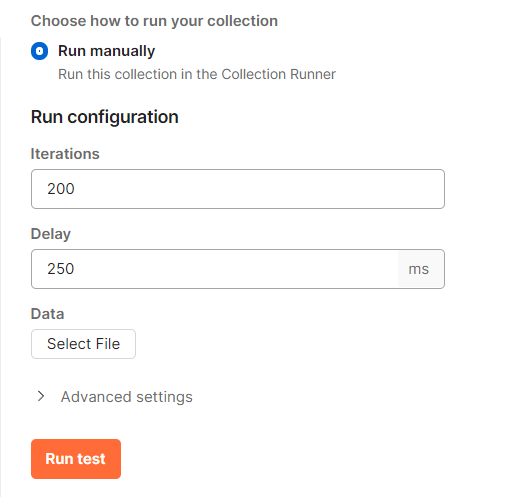 Choose how to run your collection
Run manually
Run this collection in the Collection Runner
Run configuration
Iterations
200
Delay
250 ms
Data
Select File
Advanced settings
Run test